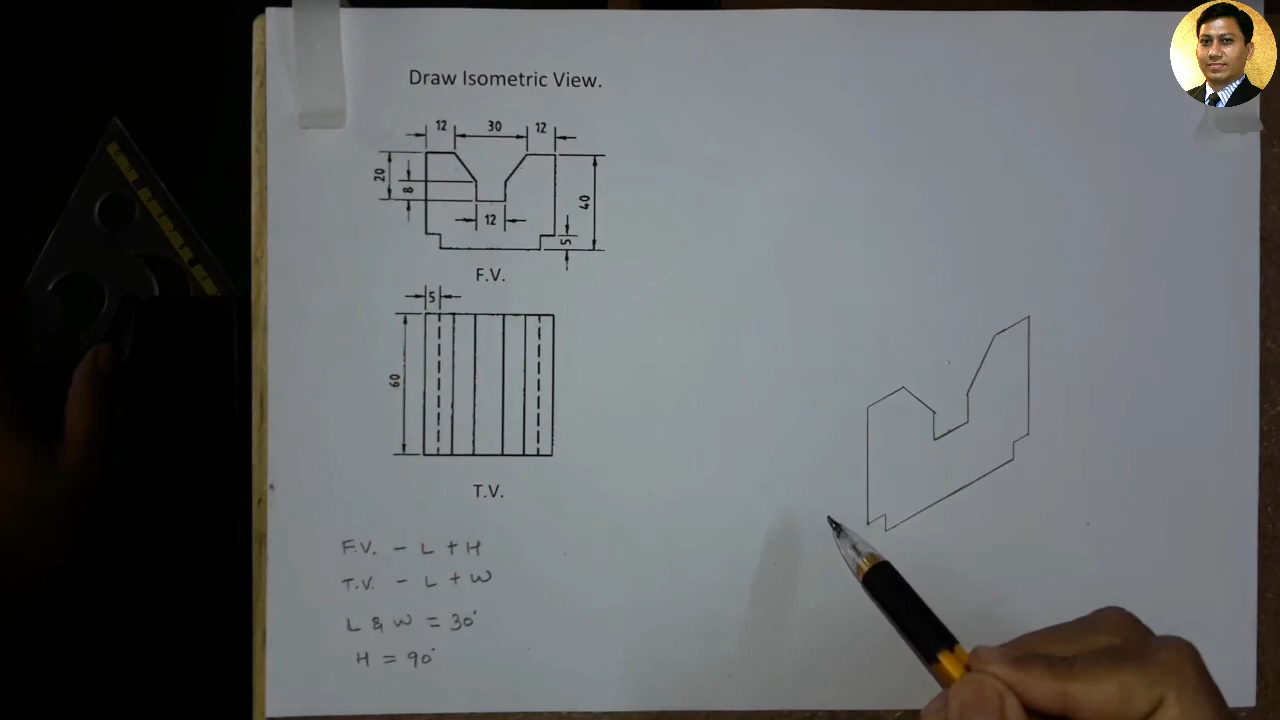 Draw Isometric View.
12 30 12
20
8
40
12
5
F.V.
5
60
T.V.
F.V. - L + H
T.V. - L + W
L & W = 30°
H = 90°